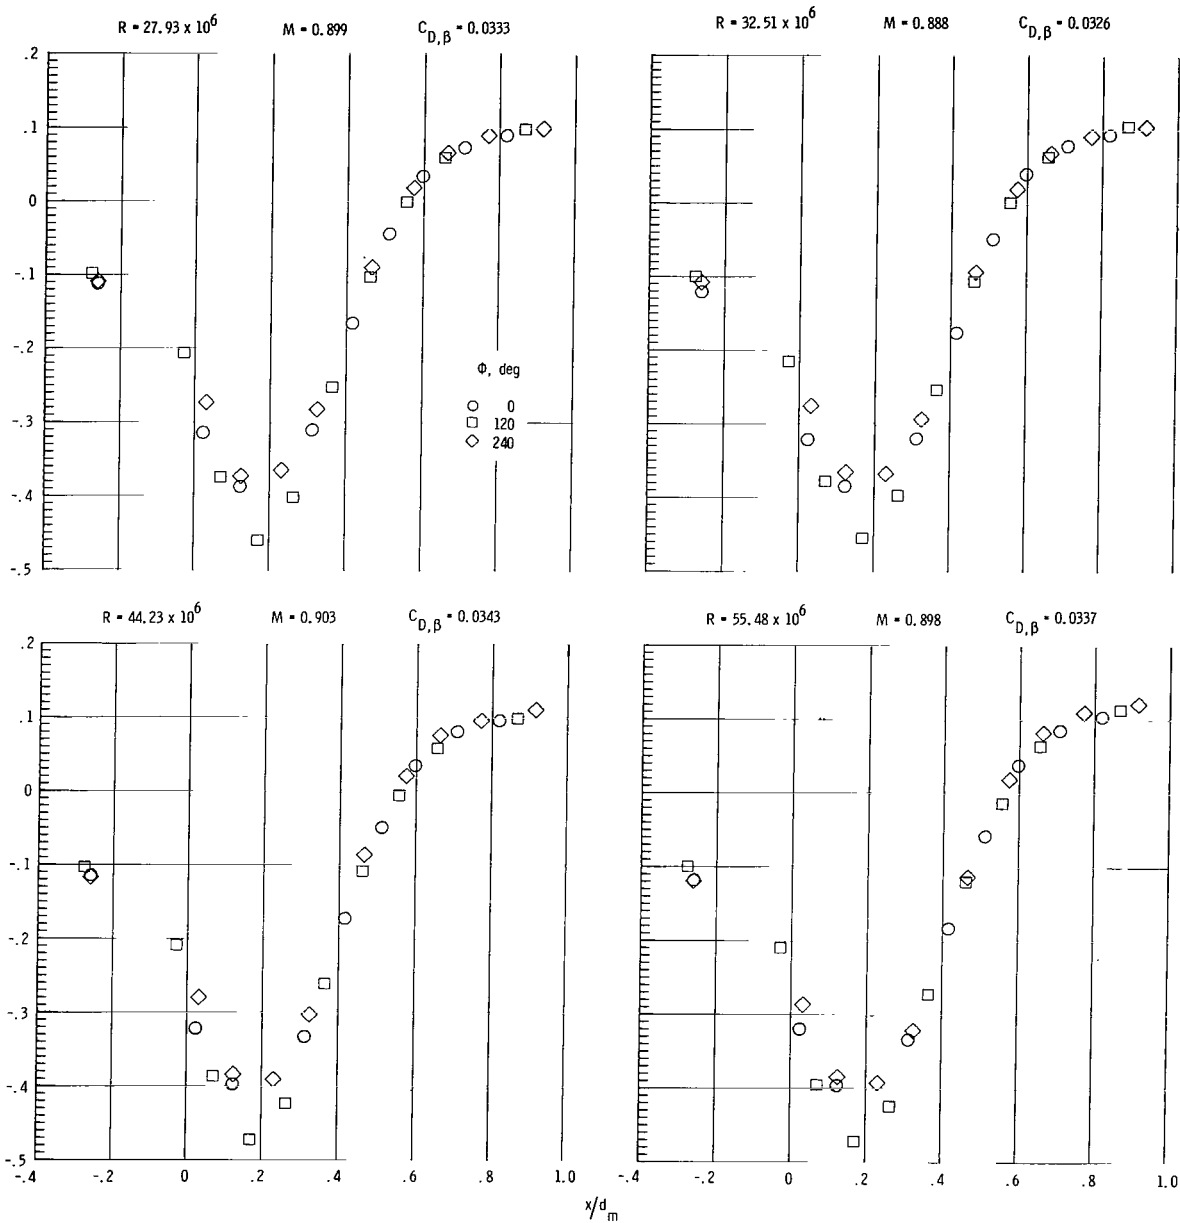 R = 27.93 x 10^6 M = 0.899 C_D,β = 0.0333
R = 32.51 x 10^6 M = 0.888 C_D,β = 0.0326
.2
.1
0
-.1
-.2
-.3
-.4
-.5
Φ, deg
0
120
240
R = 44.23 x 10^6 M = 0.903 C_D,β = 0.0343
R = 55.48 x 10^6 M = 0.898 C_D,β = 0.0337
.2
.1
0
-.1
-.2
-.3
-.4
-.5
-.4 -.2 0 .2 .4 .6 .8 1.0
-.4 -.2 0 .2 .4 .6 .8 1.0
x/d_m